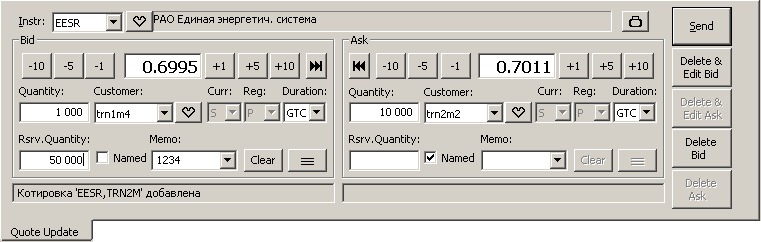 Instr: EESR РАО Единая энергетич. система Send
Bid Ask
-10 -5 -1 0.6995 +1 +5 +10 -10 -5 -1 0.7011 +1 +5 +10
Delete & Edit Bid
Quantity: Customer: Curr: Reg: Duration: Quantity: Customer: Curr: Reg: Duration:
1 000 trn1m4 S P GTC 10 000 trn2m2 S P GTC
Delete & Edit Ask
Rsrv.Quantity: Memo: Rsrv.Quantity: Memo:
50 000 Named 1234 Clear Named Clear
Delete Bid
Котировка 'EESR,TRN2M' добавлена
Delete Ask
Quote Update